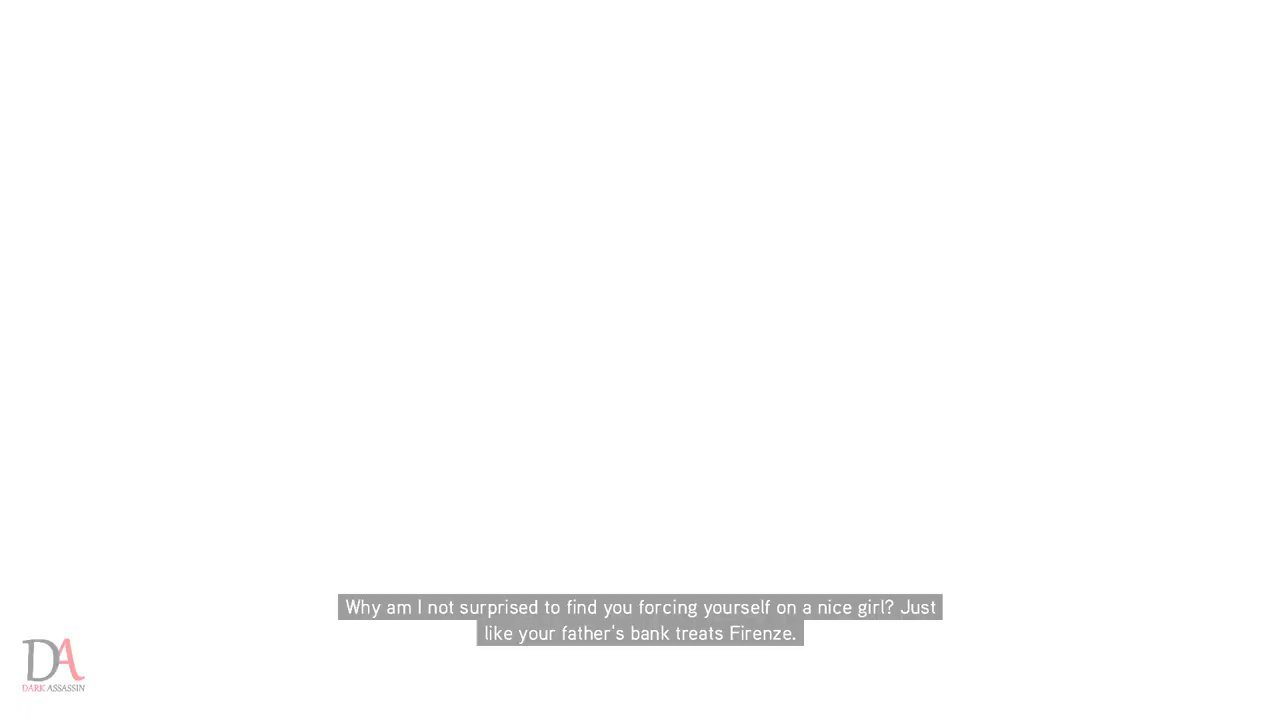 Why am I not surprised to find you forcing yourself on a nice girl? Just
like your father's bank treats Firenze.
DA
DARK ASSASSIN